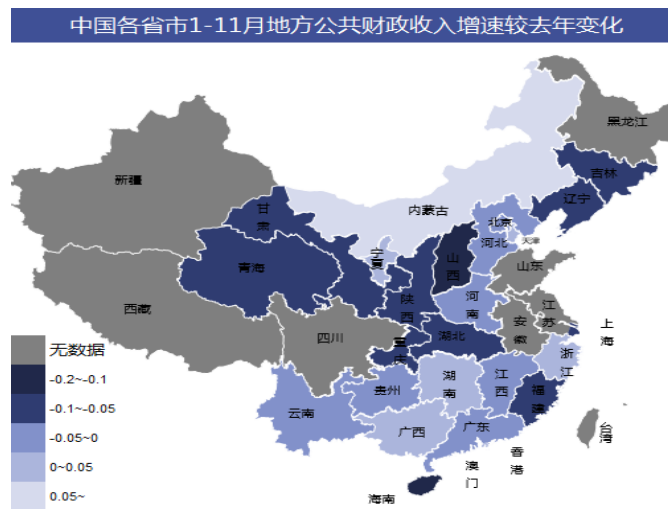 中国各省市1-11月地方公共财政收入增速较去年变化
黑龙江
吉林
辽宁
新疆
内蒙古
甘肃
北京
天津
河北
宁夏
山西
山东
青海
陕西
河南
江苏
安徽
上海
西藏
四川
重庆
湖北
浙江
湖南
江西
贵州
福建
云南
广西
广东
台湾
香港
澳门
海南
无数据
-0.2~-0.1
-0.1~-0.05
-0.05~0
0~0.05
0.05~